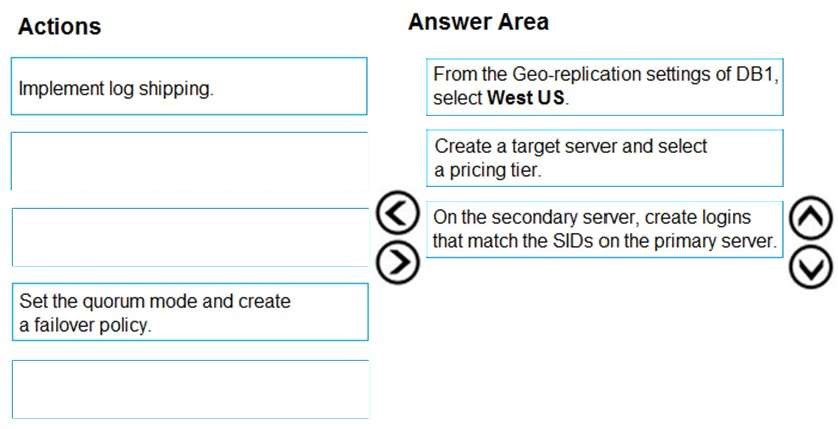 Actions
Answer Area
Implement log shipping.
From the Geo-replication settings of DB1,
select West US.
Create a target server and select
a pricing tier.
On the secondary server, create logins
that match the SIDs on the primary server.
Set the quorum mode and create
a failover policy.